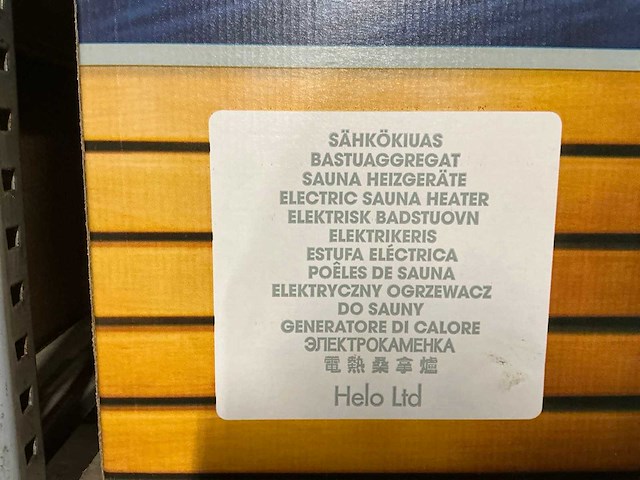 SÄHKÖKIUAS
BASTUAGGREGAT
SAUNA HEIZGERÄTE
ELECTRIC SAUNA HEATER
ELEKTRISK BADSTUOVN
ELEKTRIKERIS
ESTUFA ELÉCTRICA
POÊLES DE SAUNA
ELEKTRYCZNY OGRZEWACZ
DO SAUNY
GENERATORE DI CALORE
ЭЛЕКТРОКАМЕНКА
電熱桑拿爐
Helo Ltd